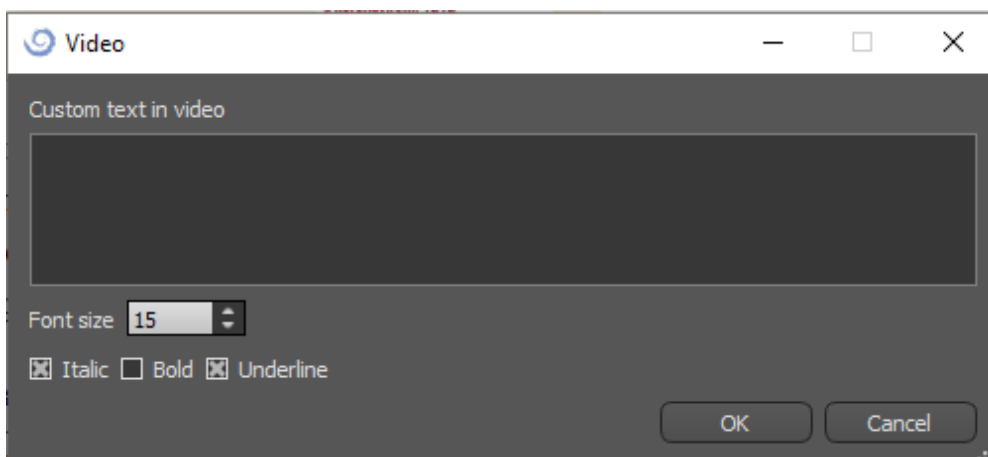 Video
Custom text in video
Font size 15
Italic Bold Underline
OK Cancel